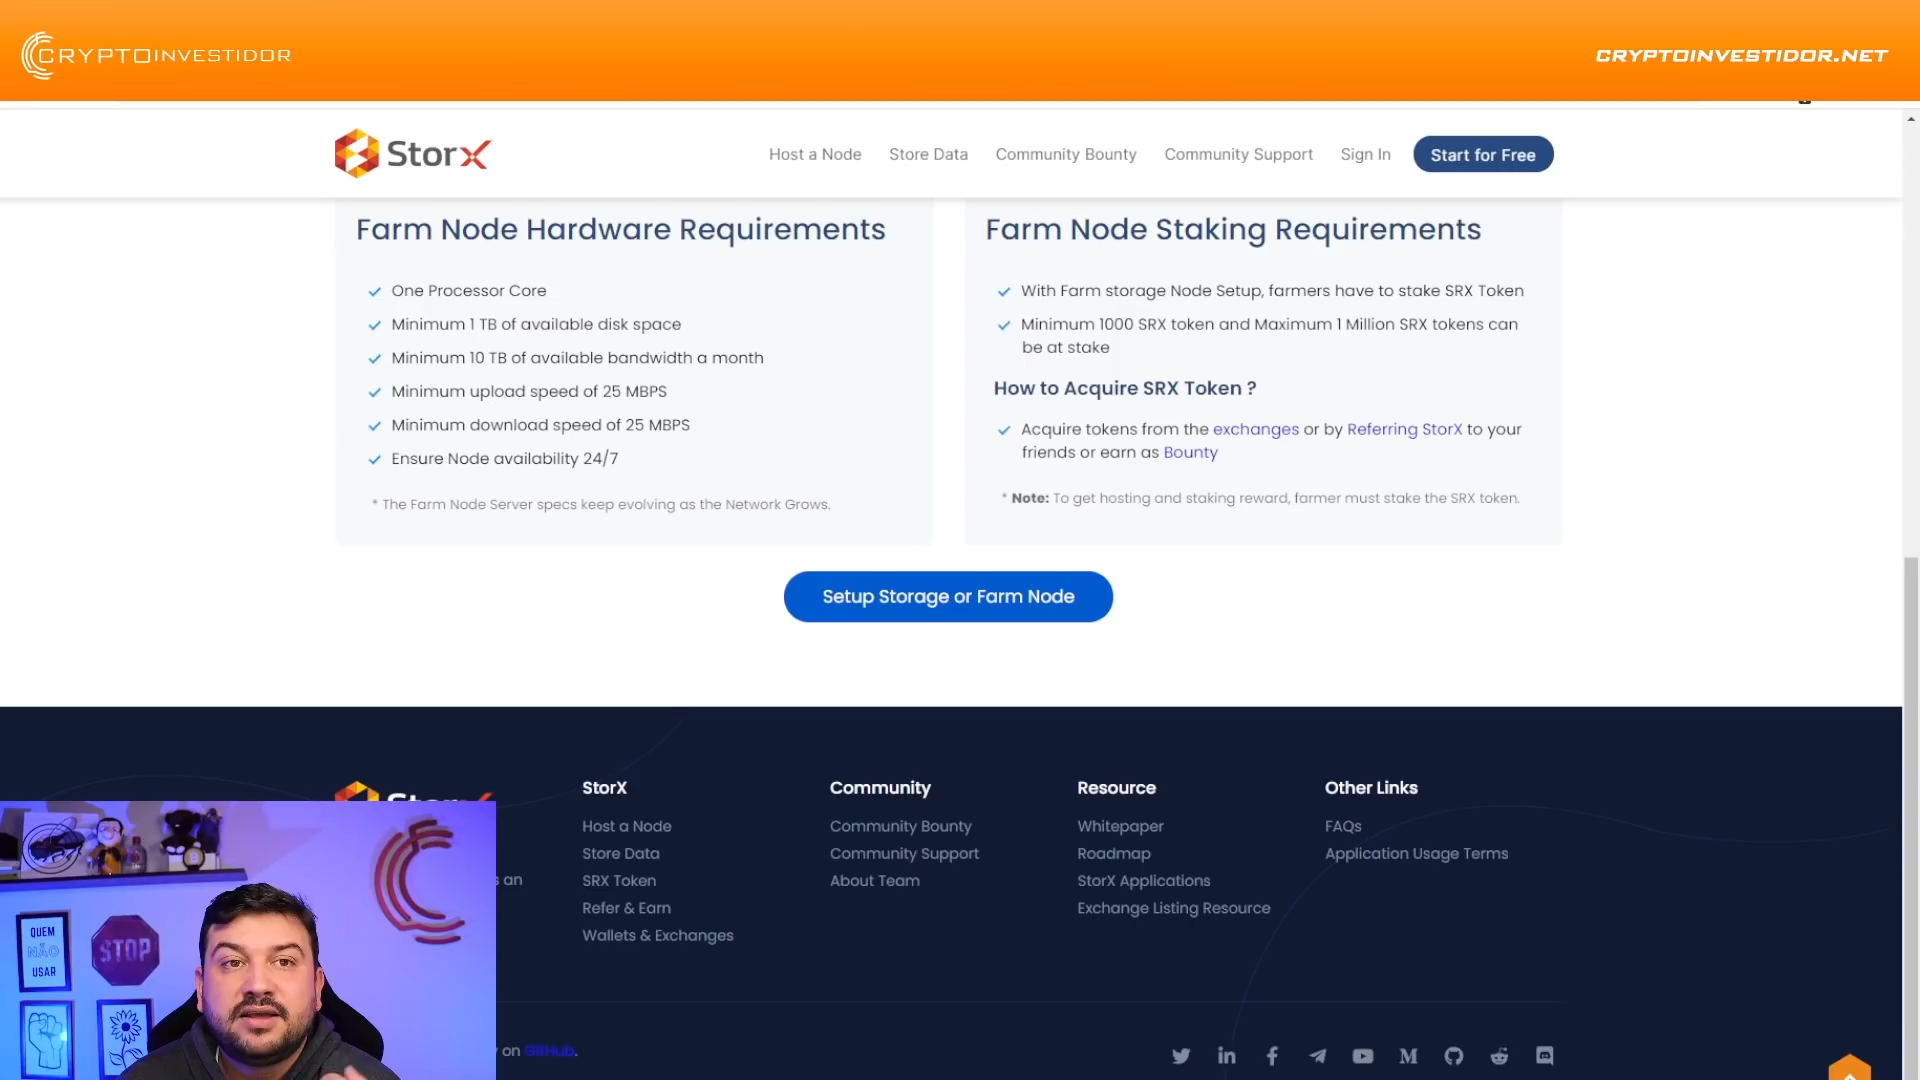 CRYPTOINVESTIDOR
CRYPTOINVESTIDOR.NET
StorX
Host a Node
Store Data
Community Bounty
Community Support
Sign In
Start for Free
Farm Node Hardware Requirements
One Processor Core
Minimum 1 TB of available disk space
Minimum 10 TB of available bandwidth a month
Minimum upload speed of 25 MBPS
Minimum download speed of 25 MBPS
Ensure Node availability 24/7
* The Farm Node Server specs keep evolving as the Network Grows.
Farm Node Staking Requirements
With Farm storage Node Setup, farmers have to stake SRX Token
Minimum 1000 SRX token and Maximum 1 Million SRX tokens can
be at stake
How to Acquire SRX Token ?
Acquire tokens from the exchanges or by Referring StorX to your
friends or earn as Bounty
* Note: To get hosting and staking reward, farmer must stake the SRX token.
Setup Storage or Farm Node
StorX
Host a Node
Store Data
SRX Token
Refer & Earn
Wallets & Exchanges
Community
Community Bounty
Community Support
About Team
Resource
Whitepaper
Roadmap
StorX Applications
Exchange Listing Resource
Other Links
FAQs
Application Usage Terms
an
on GitHub.
QUEM
NÃO
USAR
STOP